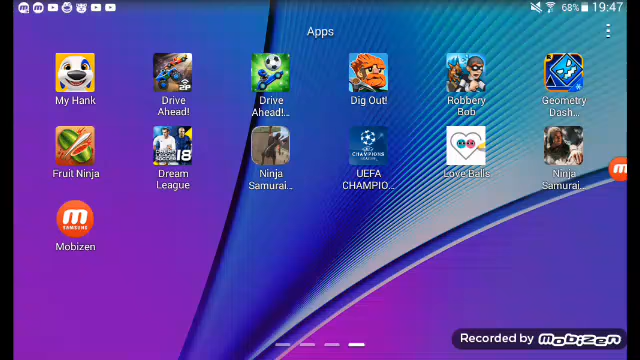 68% 19:47
Apps
My Hank
Drive Ahead!
Drive Ahead!...
Dig Out!
Robbery Bob
Geometry Dash...
Fruit Ninja
Dream League
Ninja Samurai...
UEFA CHAMPIO...
Love Balls
Ninja Samurai...
Mobizen
Recorded by MOBIZEN